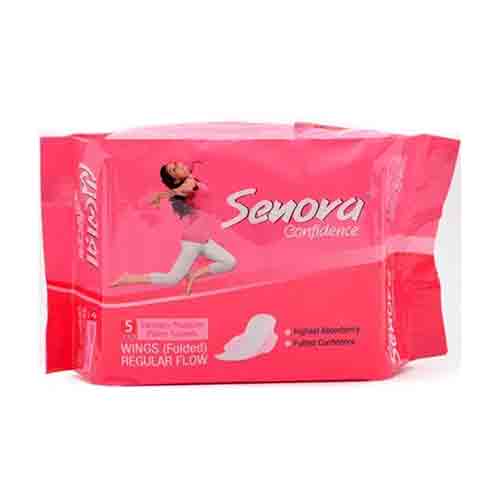 Senora
Confidence
5
WINGS (Folded)
REGULAR FLOW
Highest Absorbency
Fullest Confidence
সেনোরা